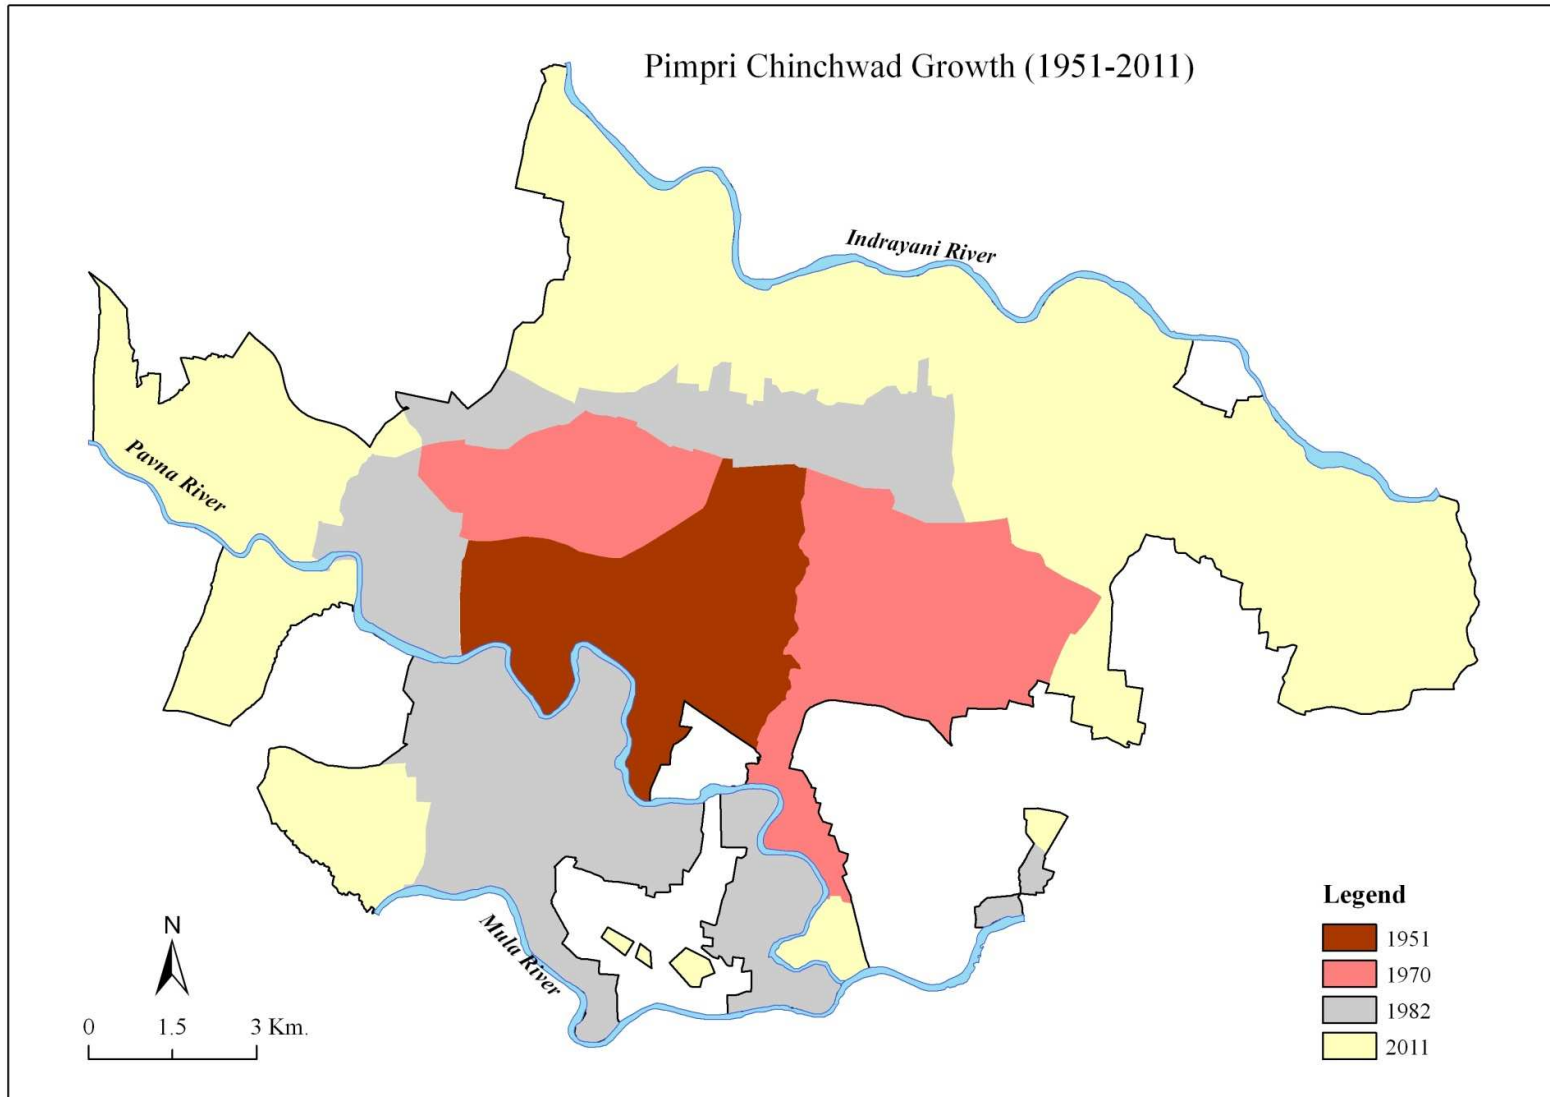 Pimpri Chinchwad Growth (1951-2011)
Indrayani River
Pavna River
Mula River
N
0 1.5 3 Km.
Legend
1951
1970
1982
2011